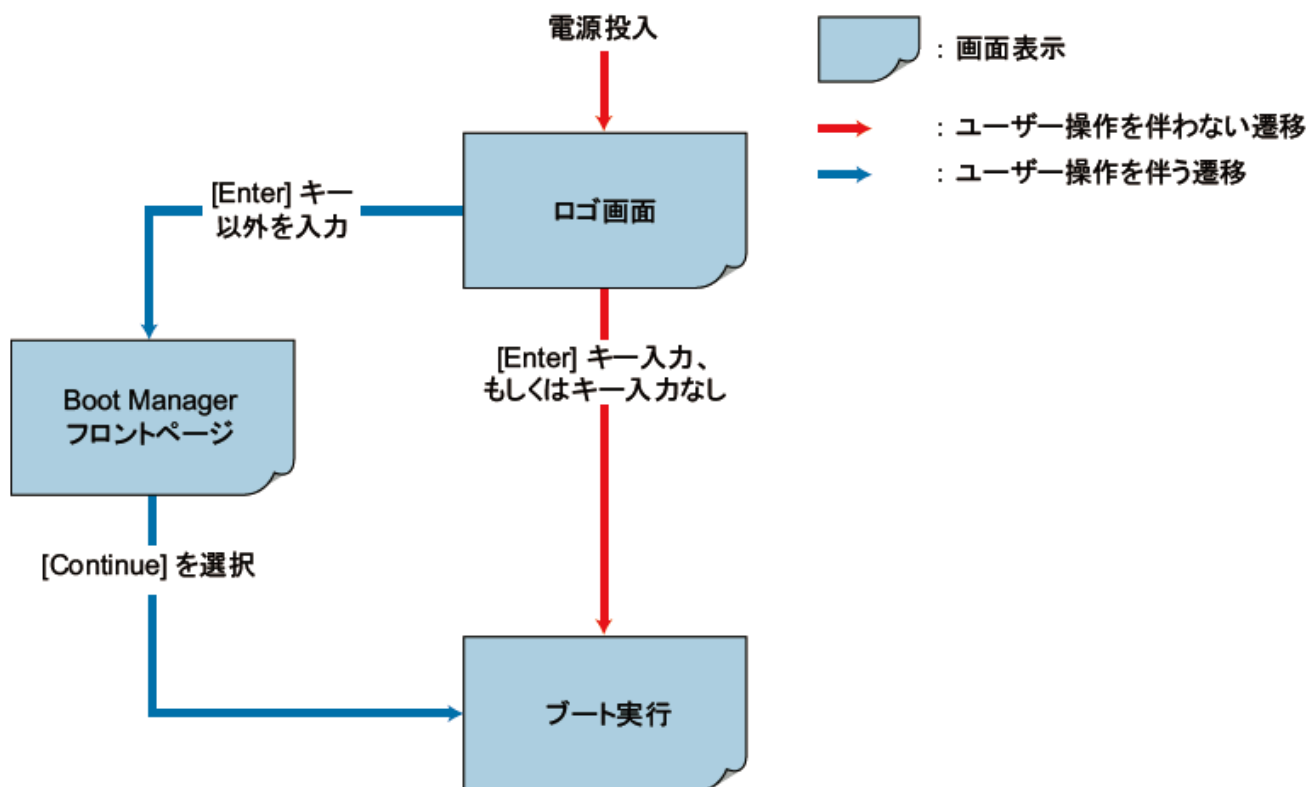 電源投入
: 画面表示
: ユーザー操作を伴わない遷移
: ユーザー操作を伴う遷移
[Enter] キー
以外を入力
ロゴ画面
[Enter] キー入力、
もしくはキー入力なし
Boot Manager
フロントページ
[Continue] を選択
ブート実行